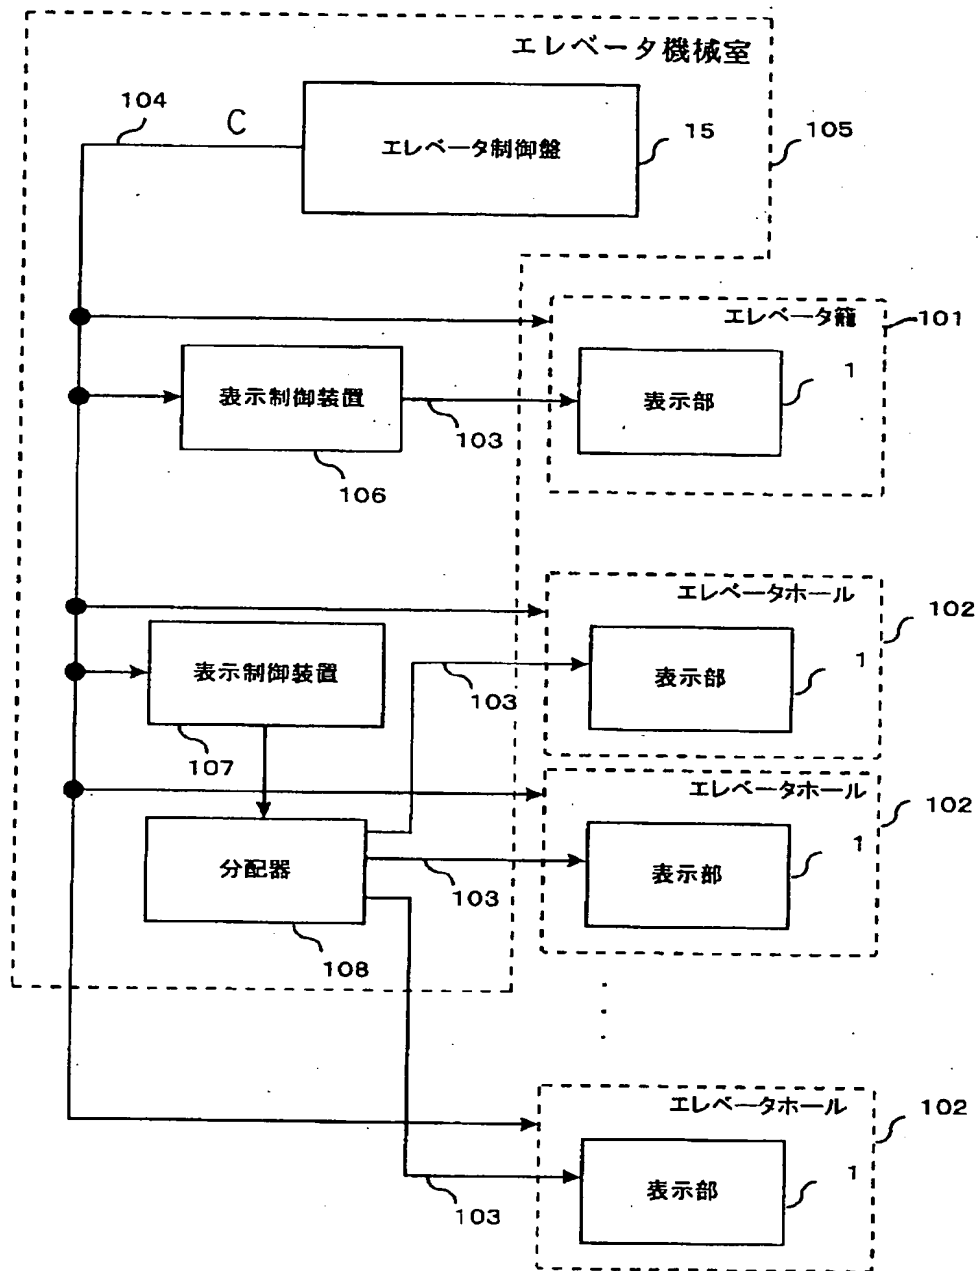 エレベータ機械室
104
C
エレベータ制御盤
15
105
エレベータ籠
101
表示制御装置
103
106
表示部
1
エレベータホール
102
表示制御装置
103
107
表示部
1
エレベータホール
102
分配器
103
108
表示部
1
エレベータホール
102
103
表示部
1